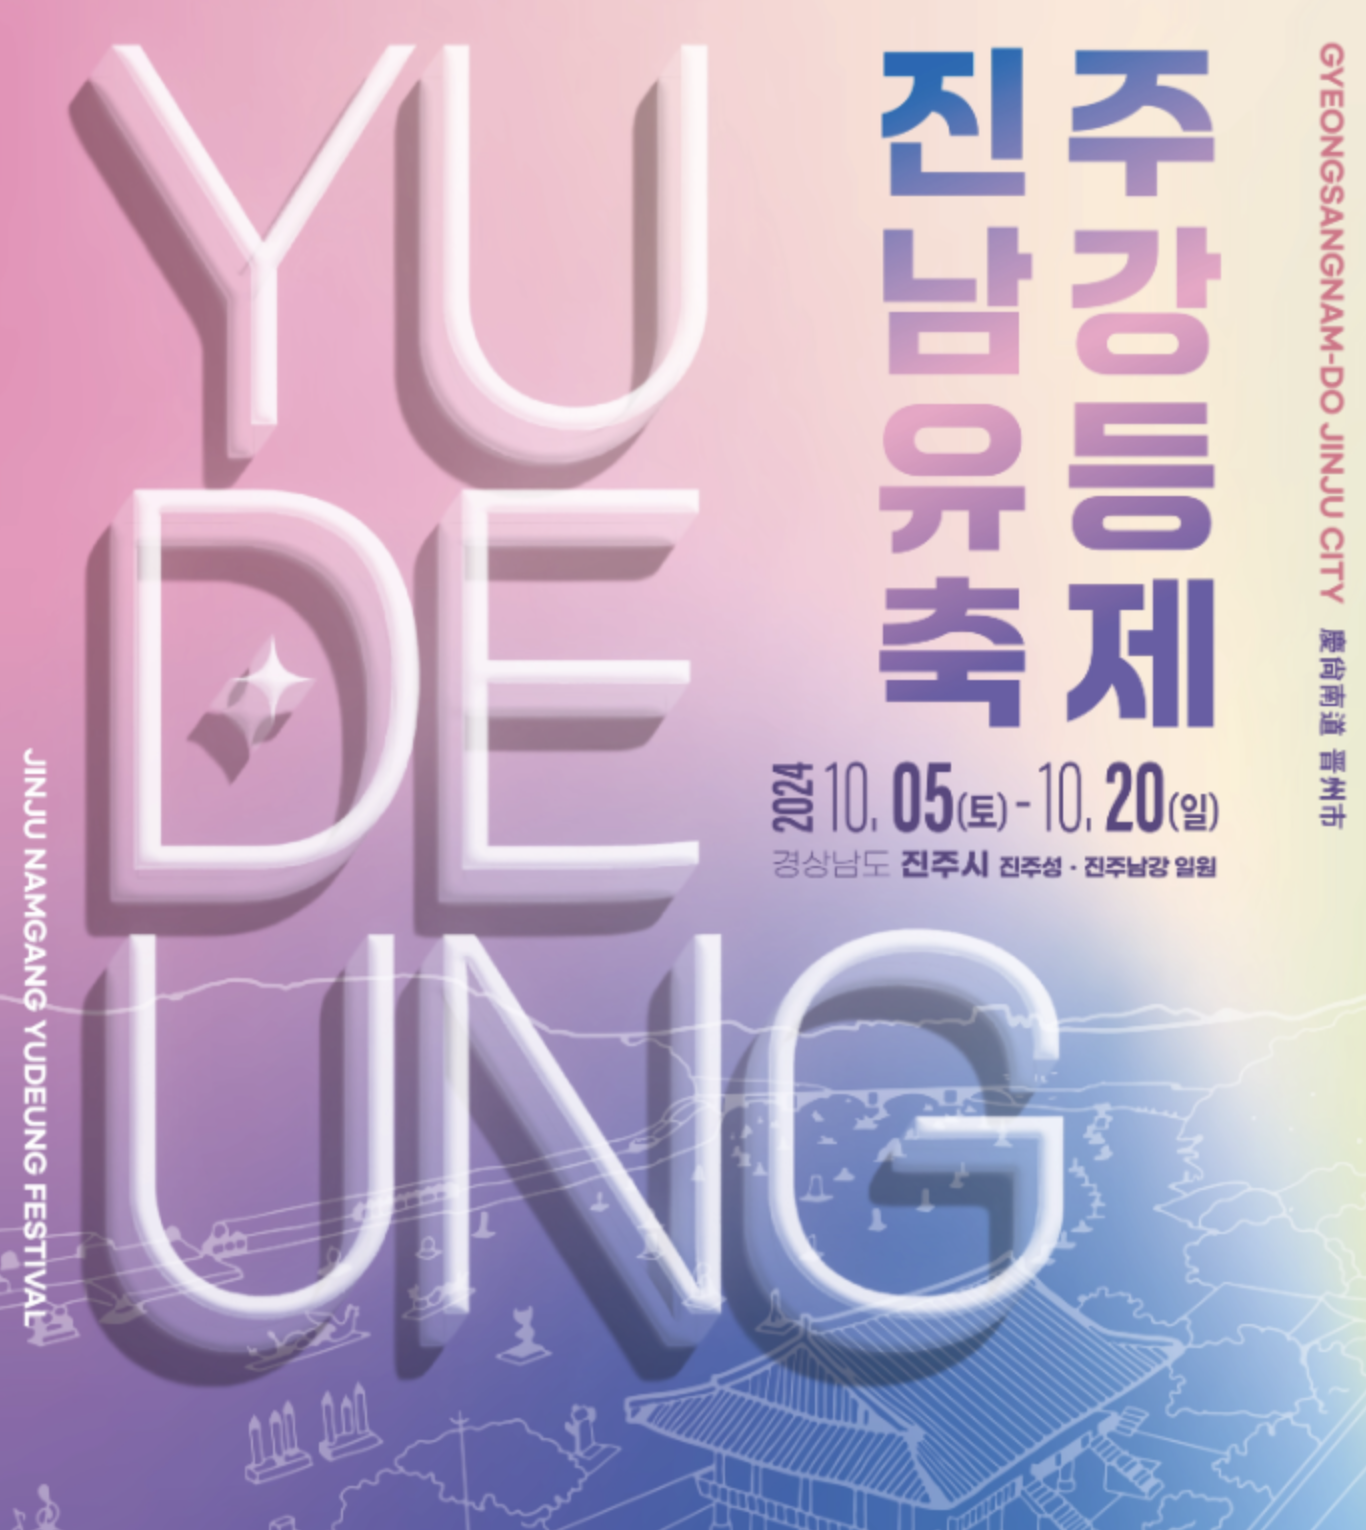 YU
DE
UNG
진주
남강
유등
축제
2024 10. 05(토) - 10. 20(일)
경상남도 진주시 진주성 · 진주남강 일원
GYEONGSANGNAM-DO JINJU CITY 慶尙南道 晋州市
JINJU NAMGANG YUDEUNG FESTIVAL